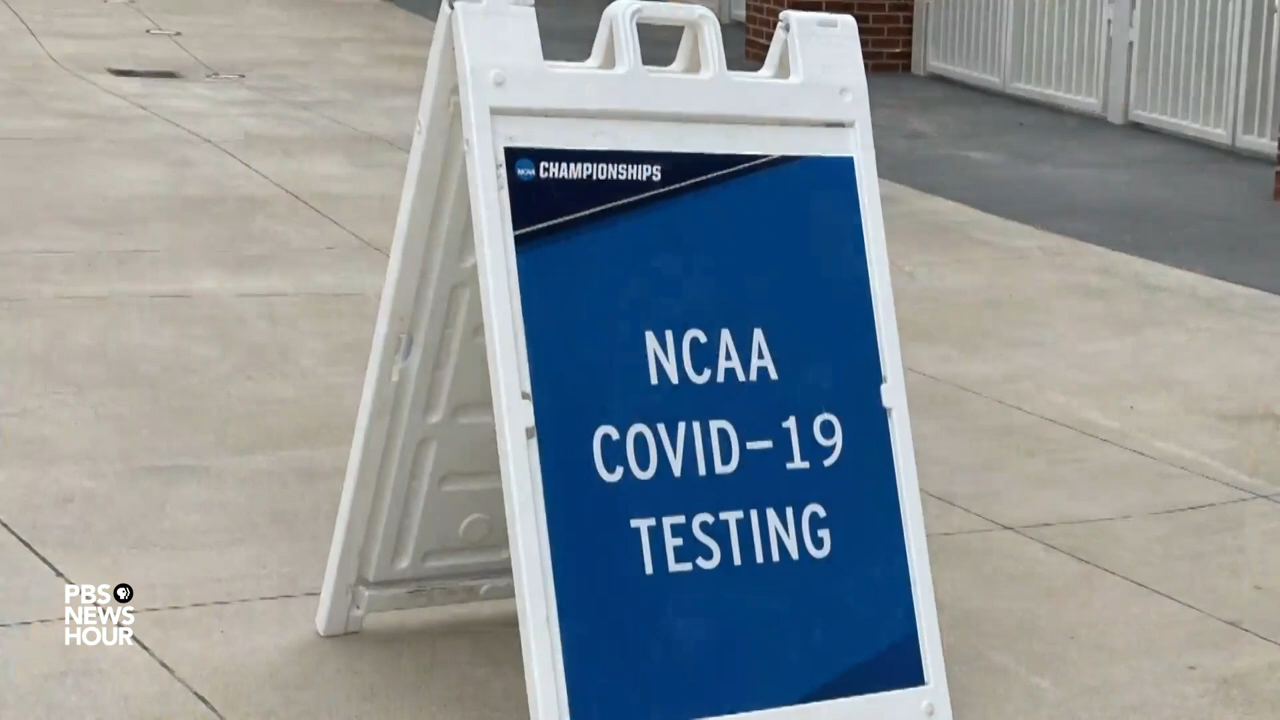 NCAA CHAMPIONSHIPS
NCAA
COVID-19
TESTING
PBS
NEWS
HOUR